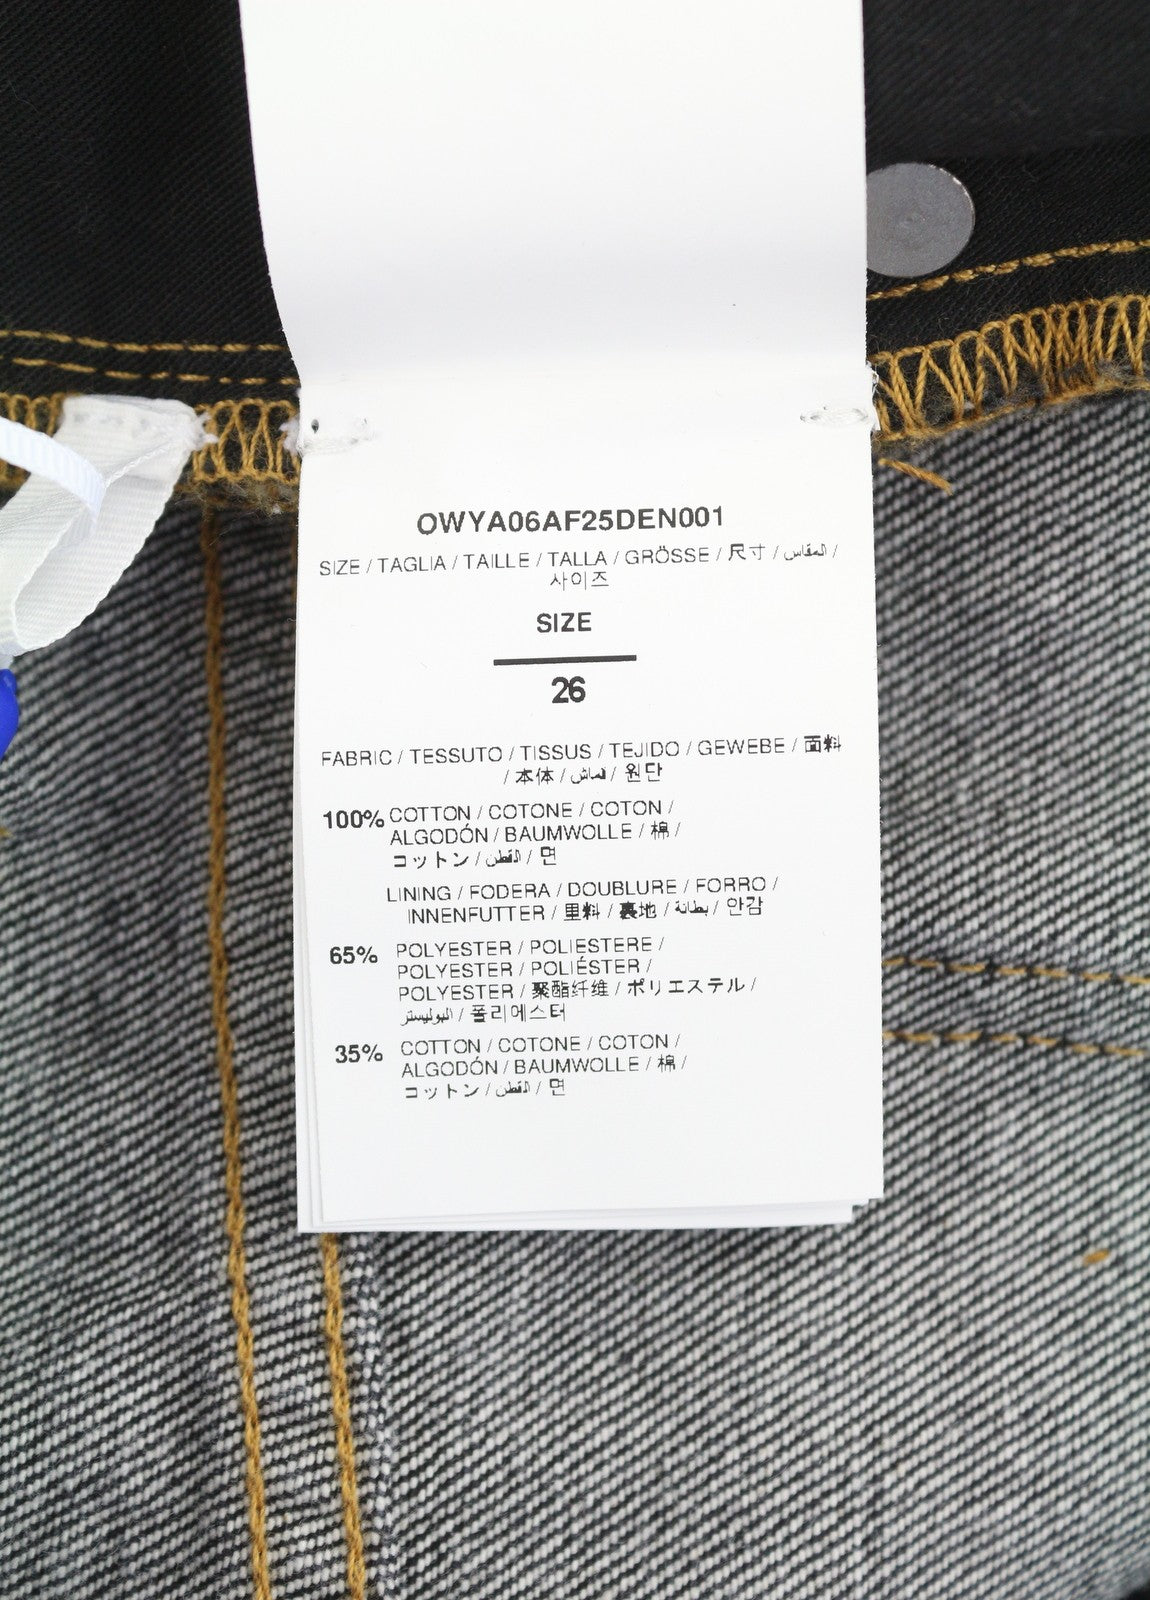 OWYA06AF25DEN001
SIZE / TAGLIA / TAILLE / TALLA / GRÖSSE / 尺寸 / المقاس /
사이즈
SIZE
26
FABRIC / TESSUTO / TISSUS / TEJIDO / GEWEBE / 面料
/ 本体 / قماش / 원단
100% COTTON / COTONE / COTON /
ALGODÓN / BAUMWOLLE / 棉 /
コットン / القطن / 면
LINING / FODERA / DOUBLURE / FORRO /
INNENFUTTER / 里料 / 裏地 / بطانة / 안감
65% POLYESTER / POLIESTERE /
POLYESTER / POLIÉSTER /
POLYESTER / 聚酯纤维 / ポリエステル /
البوليستر / 폴리에스터
35% COTTON / COTONE / COTON /
ALGODÓN / BAUMWOLLE / 棉 /
コットン / القطن / 면